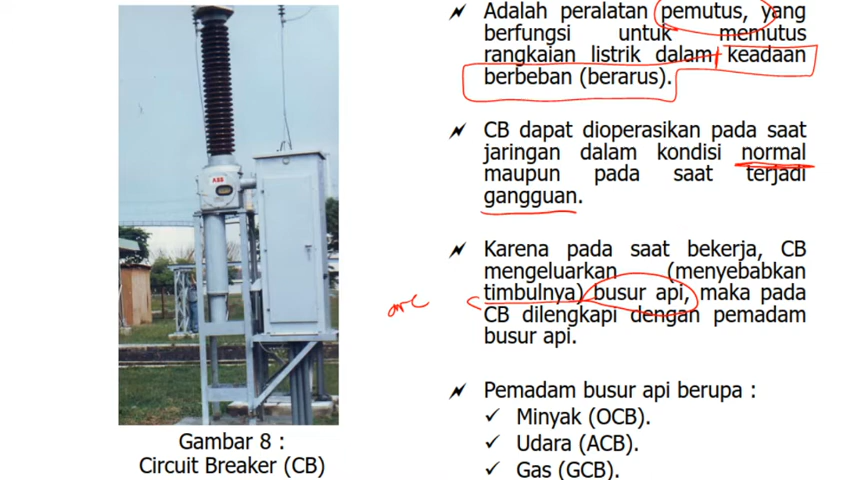 Adalah peralatan pemutus, yang
berfungsi untuk memutus
rangkaian listrik dalam keadaan
berbeban (berarus).
CB dapat dioperasikan pada saat
jaringan dalam kondisi normal
maupun pada saat terjadi
gangguan.
Karena pada saat bekerja, CB
mengeluarkan (menyebabkan
timbulnya) busur api, maka pada
CB dilengkapi dengan pemadam
busur api.
arc
Pemadam busur api berupa :
✓ Minyak (OCB).
✓ Udara (ACB).
✓ Gas (GCB).
ABB
Gambar 8 :
Circuit Breaker (CB)